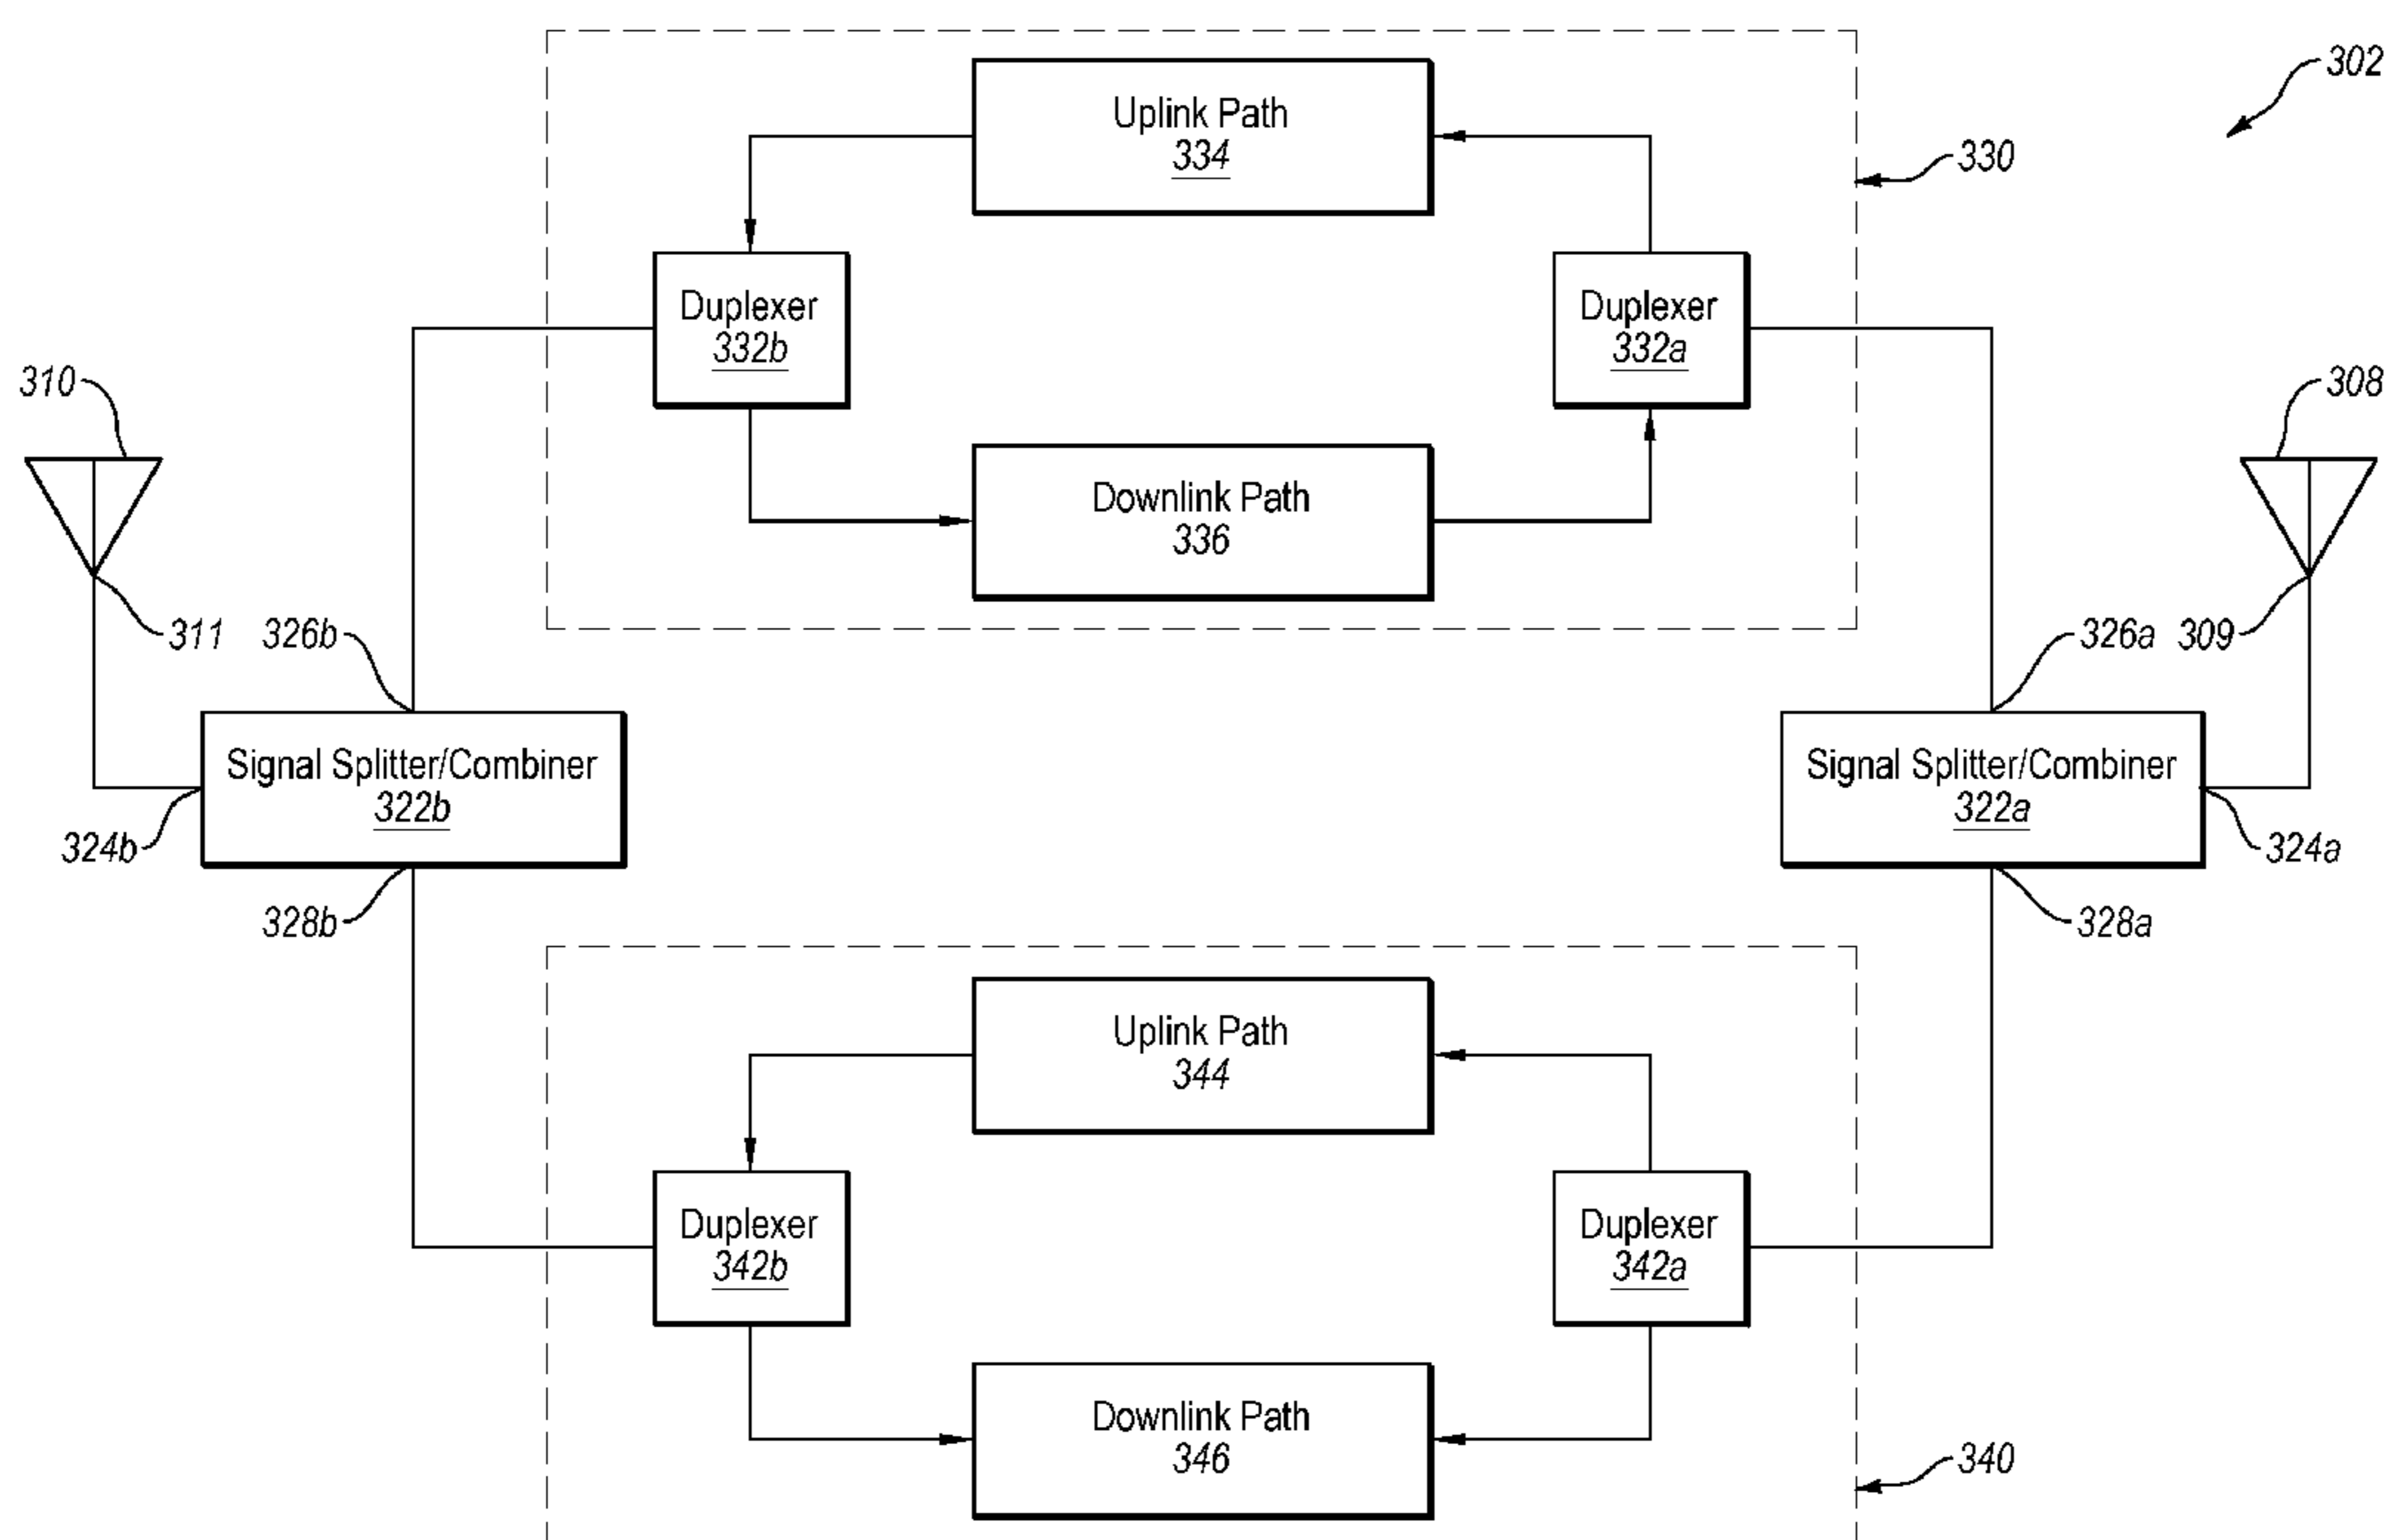 302
Uplink Path
334
330
Duplexer
332b
Duplexer
332a
310
308
Downlink Path
336
311
326b
326a
309
Signal Splitter/Combiner
322b
Signal Splitter/Combiner
322a
324b
324a
328b
328a
Uplink Path
344
Duplexer
342b
Duplexer
342a
Downlink Path
346
340